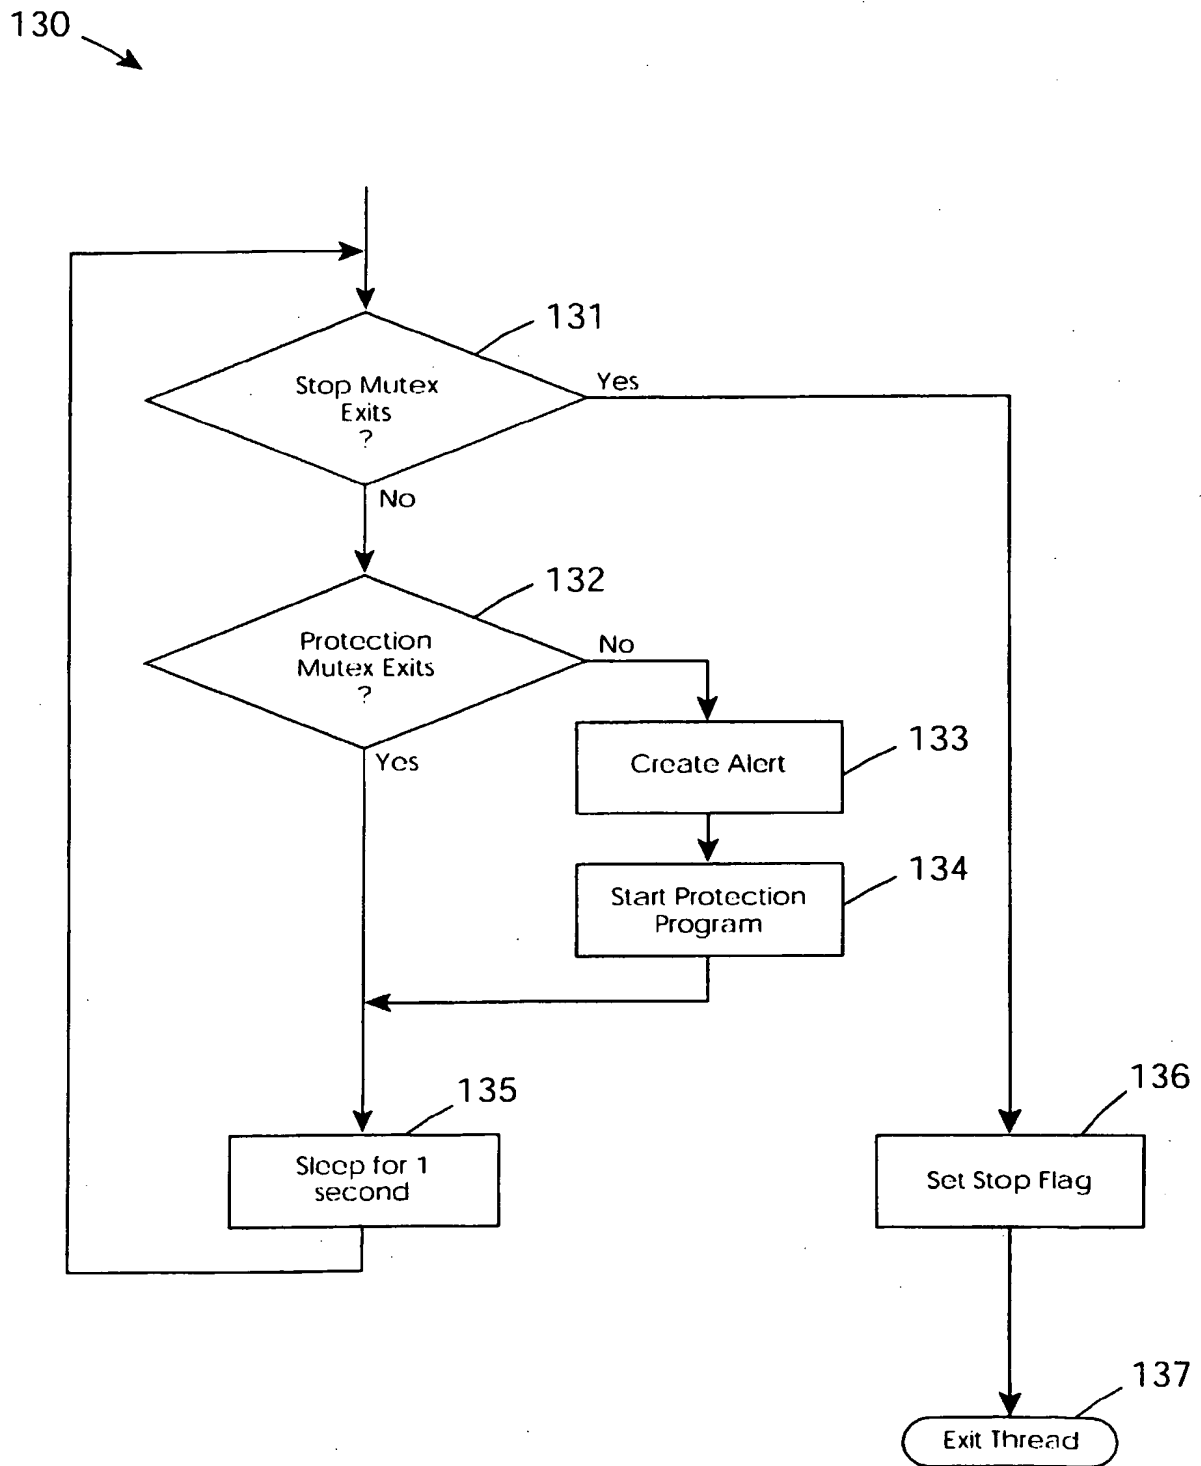 130
131
Stop Mutex
Exits
?
Yes
No
132
Protection
Mutex Exits
?
No
Yes
133
Create Alert
134
Start Protection
Program
135
Sleep for 1
second
136
Set Stop Flag
137
Exit Thread